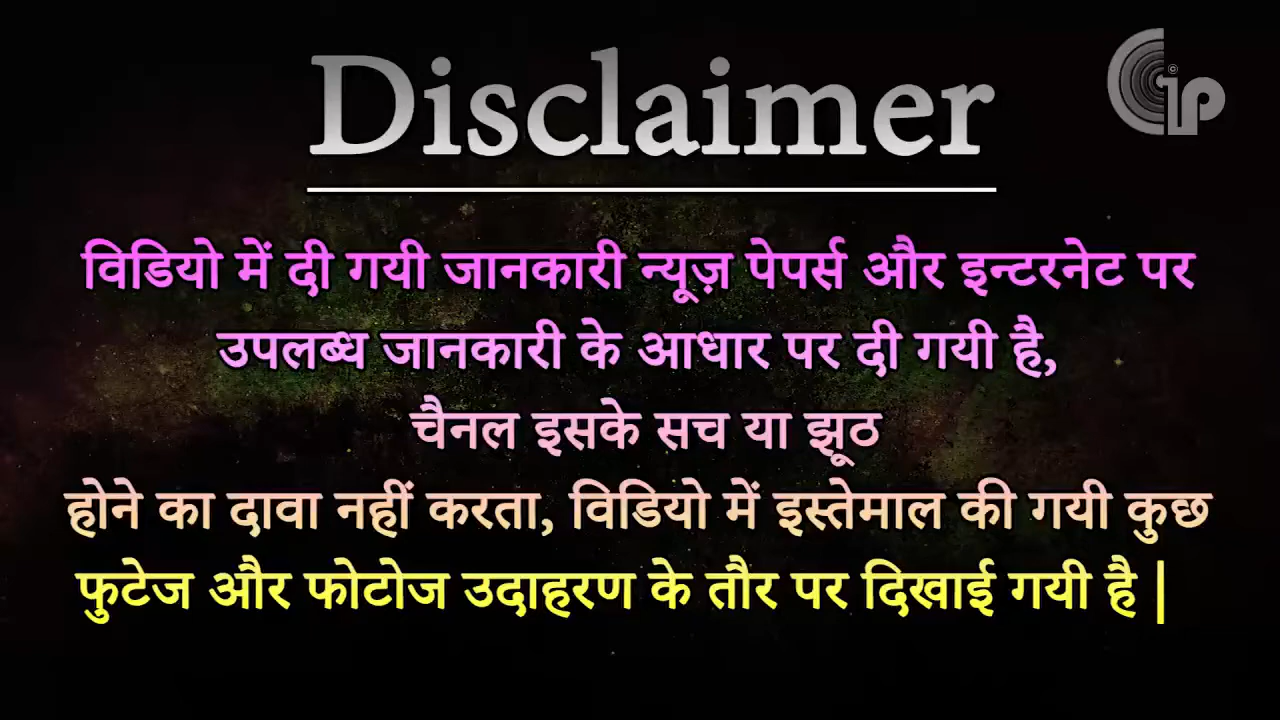 Disclaimer
©
ip
विडियो में दी गयी जानकारी न्यूज़ पेपर्स और इन्टरनेट पर
उपलब्ध जानकारी के आधार पर दी गयी है,
चैनल इसके सच या झूठ
होने का दावा नहीं करता, विडियो में इस्तेमाल की गयी कुछ
फुटेज और फोटोज उदाहरण के तौर पर दिखाई गयी है |